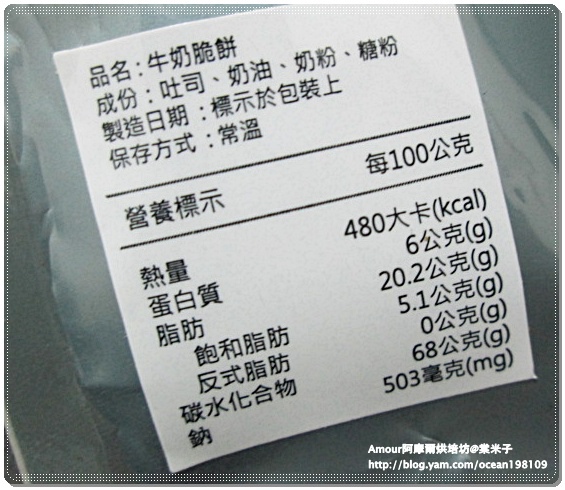 品名:牛奶脆餅
成份:吐司、奶油、奶粉、糖粉
製造日期:標示於包裝上
保存方式:常溫
營養標示 每100公克
熱量 480大卡(kcal)
蛋白質 6公克(g)
脂肪 20.2公克(g)
飽和脂肪 5.1公克(g)
反式脂肪 0公克(g)
碳水化合物 68公克(g)
鈉 503毫克(mg)
Amour阿摩爾烘焙坊@棠米子
http://blog.yam.com/ocean198109